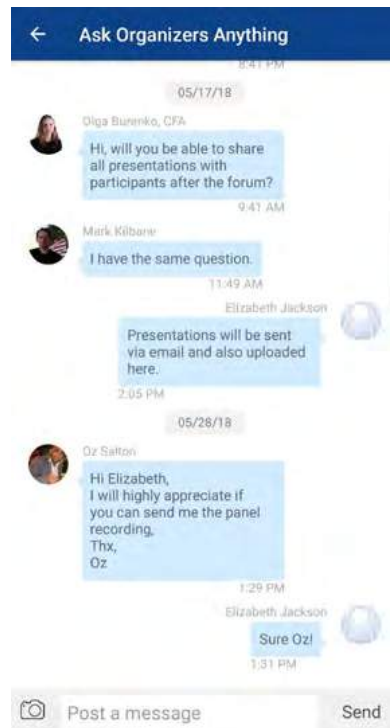 Ask Organizers Anything
8:41 PM
05/17/18
Olga Burenko, CFA
Hi, will you be able to share
all presentations with
participants after the forum?
9:41 AM
Mark Kilbane
I have the same question.
11:49 AM
Elizabeth Jackson
Presentations will be sent
via email and also uploaded
here.
2:05 PM
05/28/18
Oz Salton
Hi Elizabeth,
I will highly appreciate if
you can send me the panel
recording,
Thx,
Oz
1:29 PM
Elizabeth Jackson
Sure Oz!
1:31 PM
Post a message Send